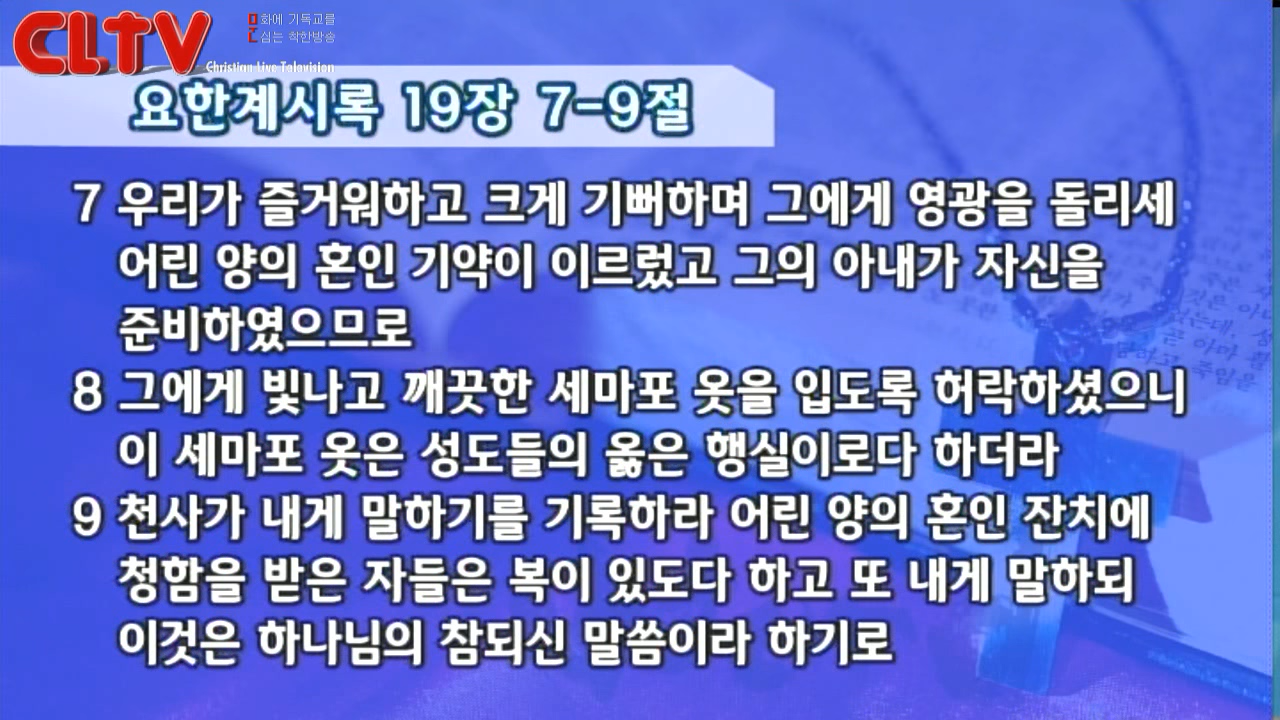 CLTV
문화에 기독교를
심는 착한방송
Christian Live Television
요한계시록 19장 7-9절
7 우리가 즐거워하고 크게 기뻐하며 그에게 영광을 돌리세
어린 양의 혼인 기약이 이르렀고 그의 아내가 자신을
준비하였으므로
8 그에게 빛나고 깨끗한 세마포 옷을 입도록 허락하셨으니
이 세마포 옷은 성도들의 옳은 행실이로다 하더라
9 천사가 내게 말하기를 기록하라 어린 양의 혼인 잔치에
청함을 받은 자들은 복이 있도다 하고 또 내게 말하되
이것은 하나님의 참되신 말씀이라 하기로